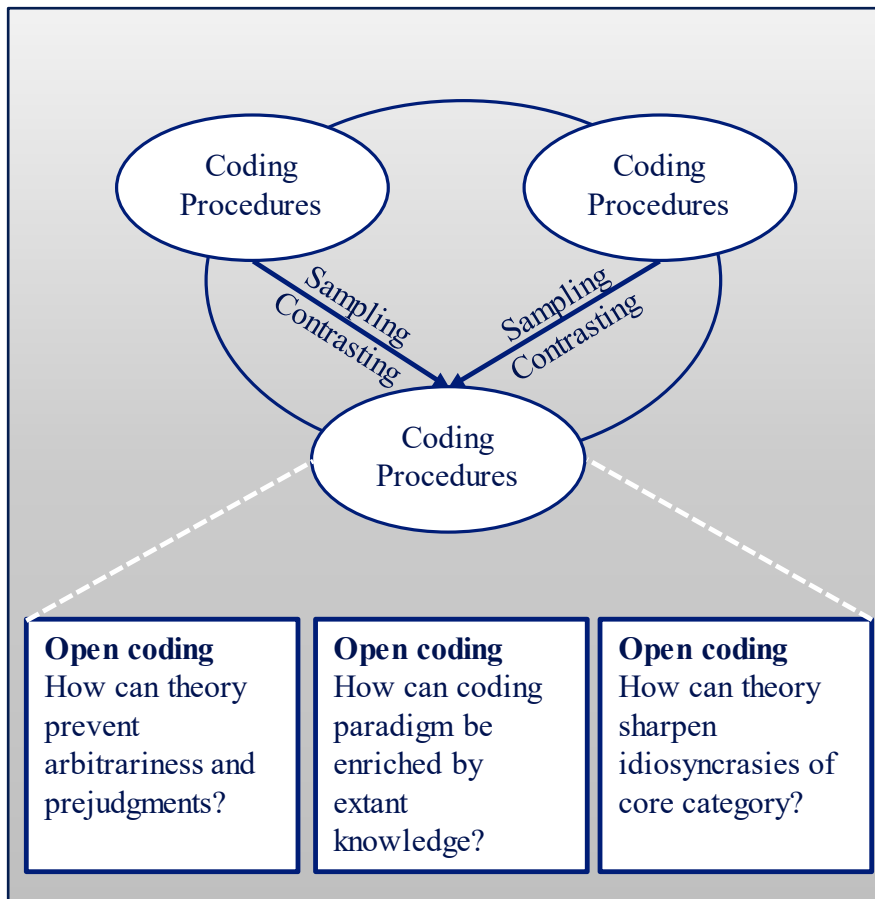 Coding
Procedures
Coding
Procedures
Sampling
Contrasting
Sampling
Contrasting
Coding
Procedures
Open coding
How can theory
prevent
arbitrariness and
prejudgments?
Open coding
How can coding
paradigm be
enriched by
extant
knowledge?
Open coding
How can theory
sharpen
idiosyncrasies of
core category?